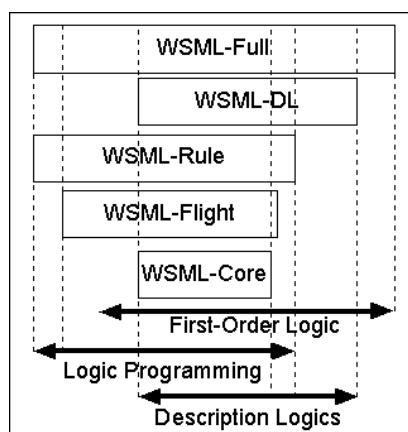 WSML-Full
WSML-DL
WSML-Rule
WSML-Flight
WSML-Core
First-Order Logic
Logic Programming
Description Logics